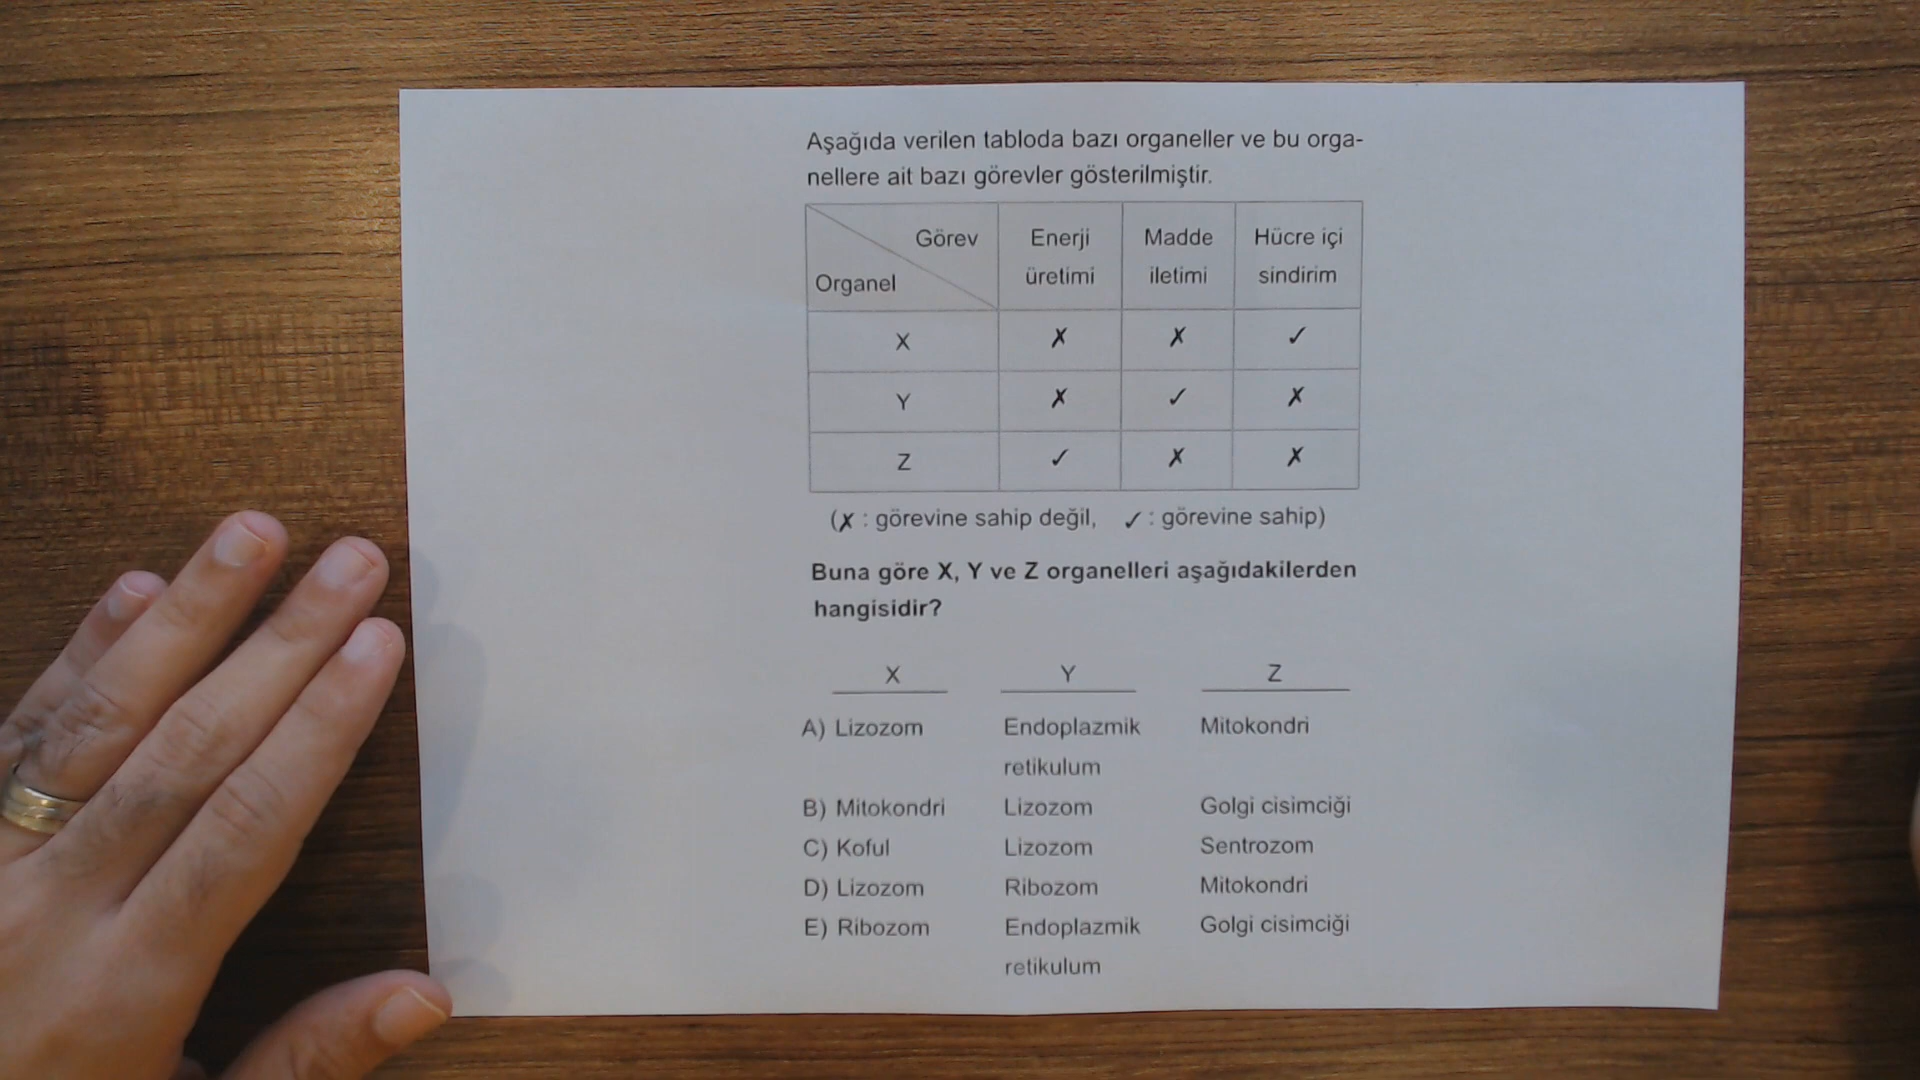 Aşağıda verilen tabloda bazı organeller ve bu orga-
nellere ait bazı görevler gösterilmiştir.
Görev Enerji Madde Hücre içi
Organel üretimi iletimi sindirim
X ✗ ✗ ✓
Y ✗ ✓ ✗
Z ✓ ✗ ✗
(✗ : görevine sahip değil, ✓ : görevine sahip)
Buna göre X, Y ve Z organelleri aşağıdakilerden
hangisidir?
X Y Z
A) Lizozom Endoplazmik Mitokondri
retikulum
B) Mitokondri Lizozom Golgi cisimciği
C) Koful Lizozom Sentrozom
D) Lizozom Ribozom Mitokondri
E) Ribozom Endoplazmik Golgi cisimciği
retikulum